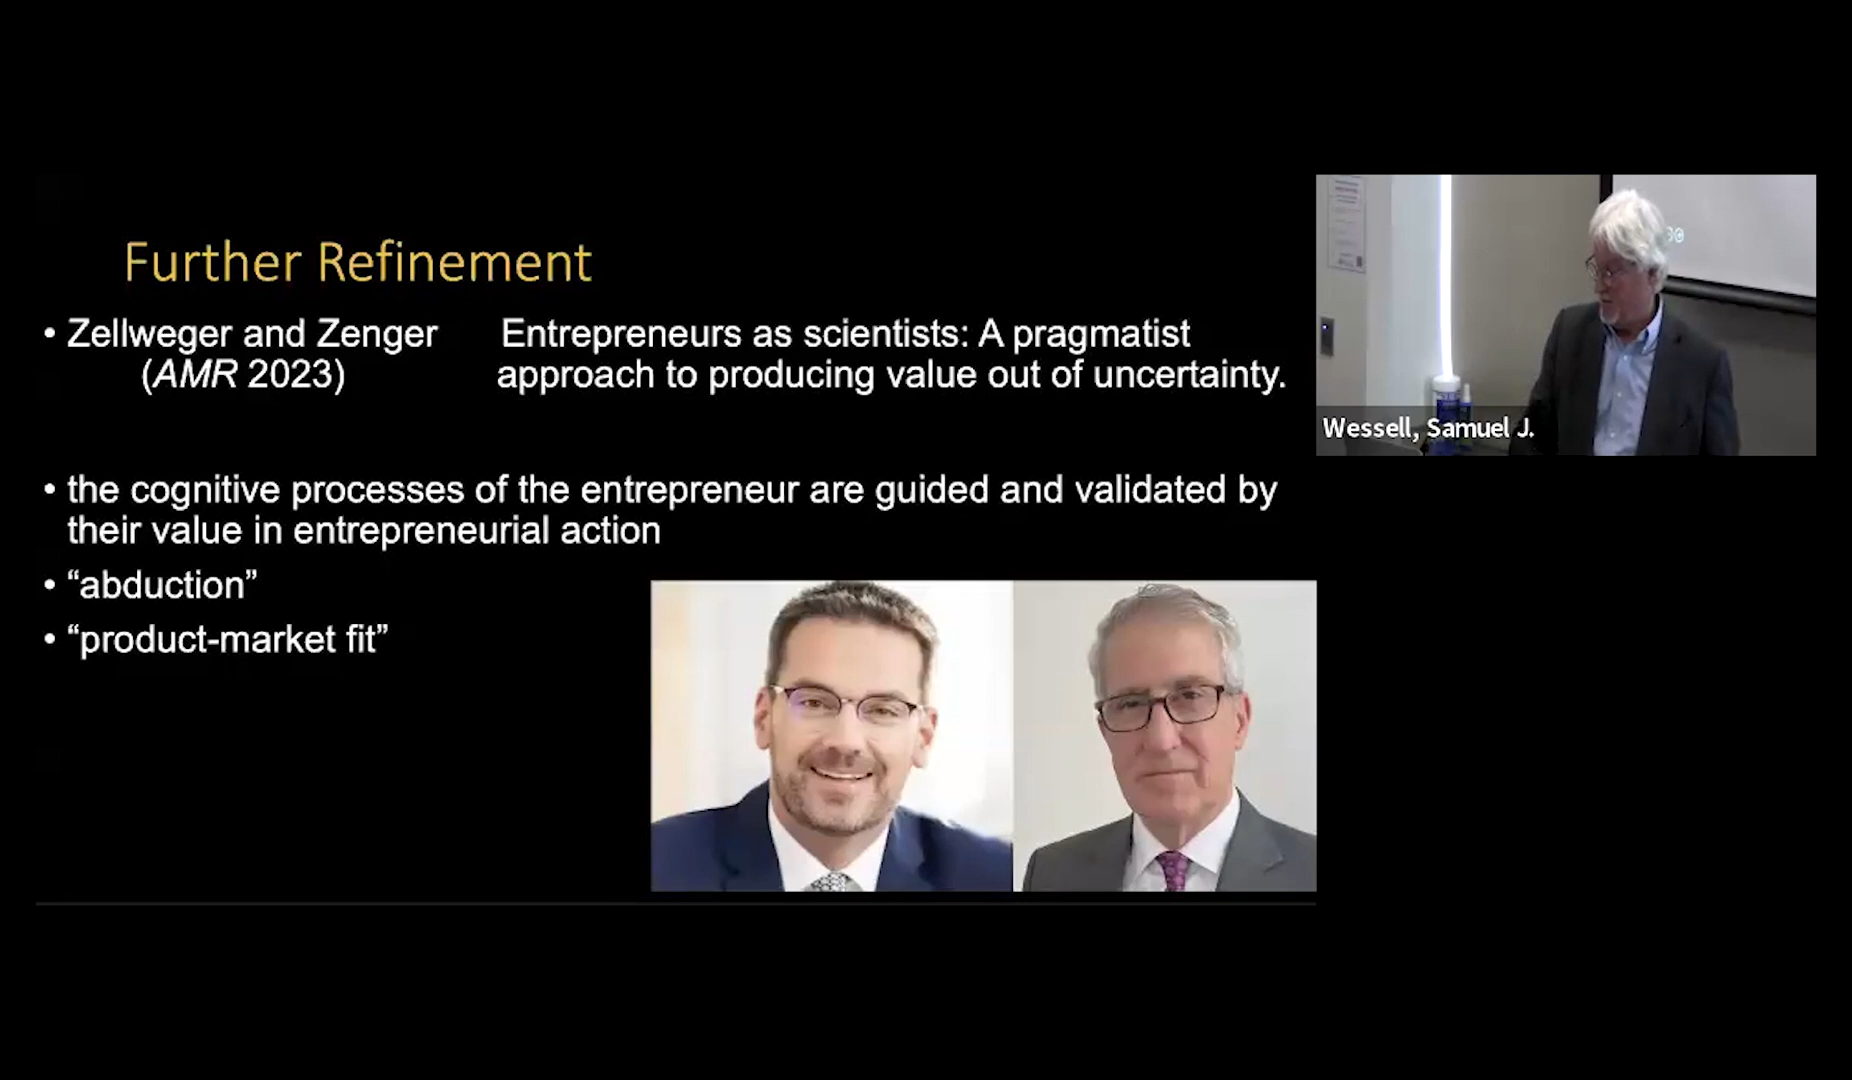 Further Refinement
• Zellweger and Zenger Entrepreneurs as scientists: A pragmatist
(AMR 2023) approach to producing value out of uncertainty.
• the cognitive processes of the entrepreneur are guided and validated by
their value in entrepreneurial action
• “abduction”
• “product-market fit”
Wessell, Samuel J.